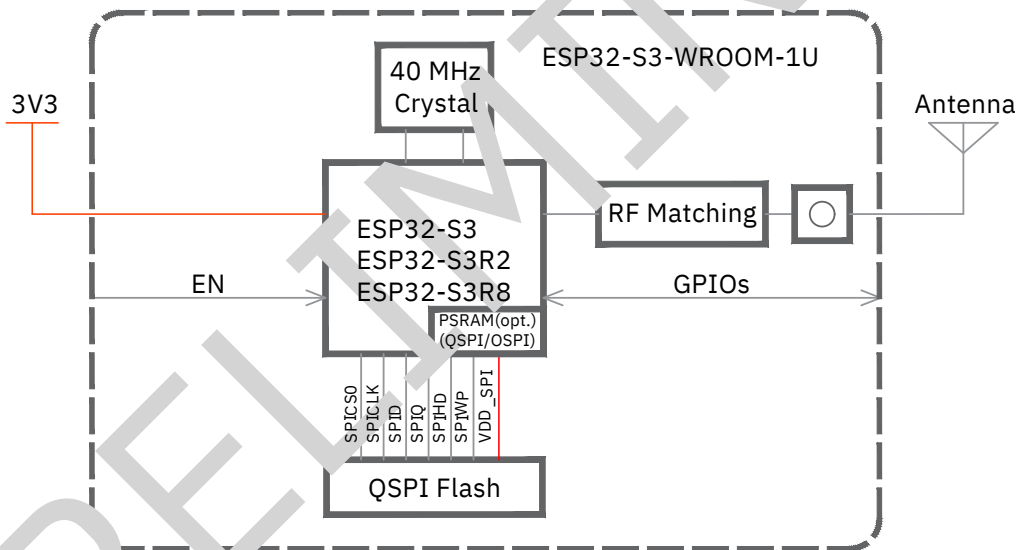 ESP32-S3-WROOM-1U
40 MHz
Crystal
3V3
Antenna
RF Matching
ESP32-S3
ESP32-S3R2
ESP32-S3R8
EN
GPIOs
PSRAM(opt.)
(QSPI/OSPI)
SPICS0
SPICLK
SPID
SPIQ
SPIHD
SPIWP
VDD_SPI
QSPI Flash